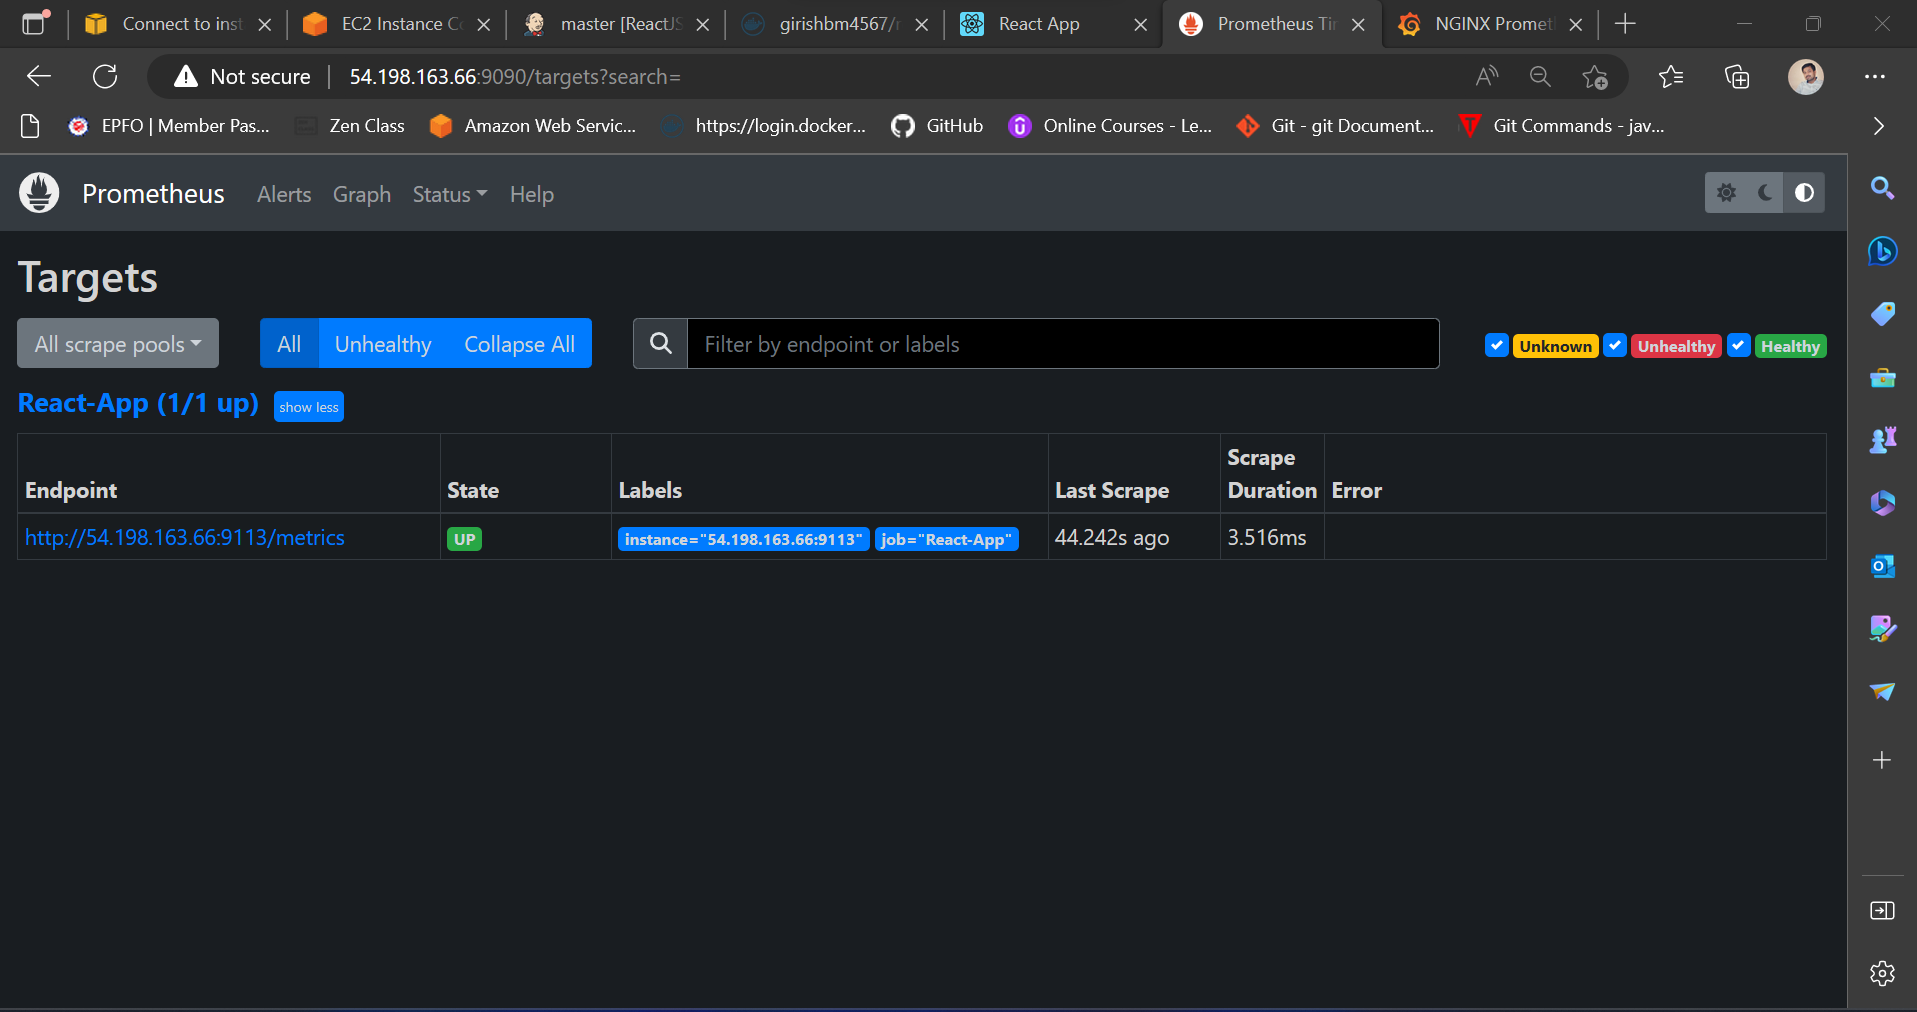 Connect to inst
EC2 Instance Co
master [ReactJS
girishbm4567/r
React App
Prometheus Tim
NGINX Prometh
Not secure
54.198.163.66:9090/targets?search=
EPFO | Member Pas...
Zen Class
Amazon Web Servic...
https://login.docker...
GitHub
Online Courses - Le...
Git - git Document...
Git Commands - jav...
Prometheus
Alerts
Graph
Status
Help
Targets
All scrape pools
All
Unhealthy
Collapse All
Filter by endpoint or labels
Unknown
Unhealthy
Healthy
React-App (1/1 up)
show less
Endpoint
State
Labels
Last Scrape
Scrape
Duration
Error
http://54.198.163.66:9113/metrics
UP
instance="54.198.163.66:9113"
job="React-App"
44.242s ago
3.516ms